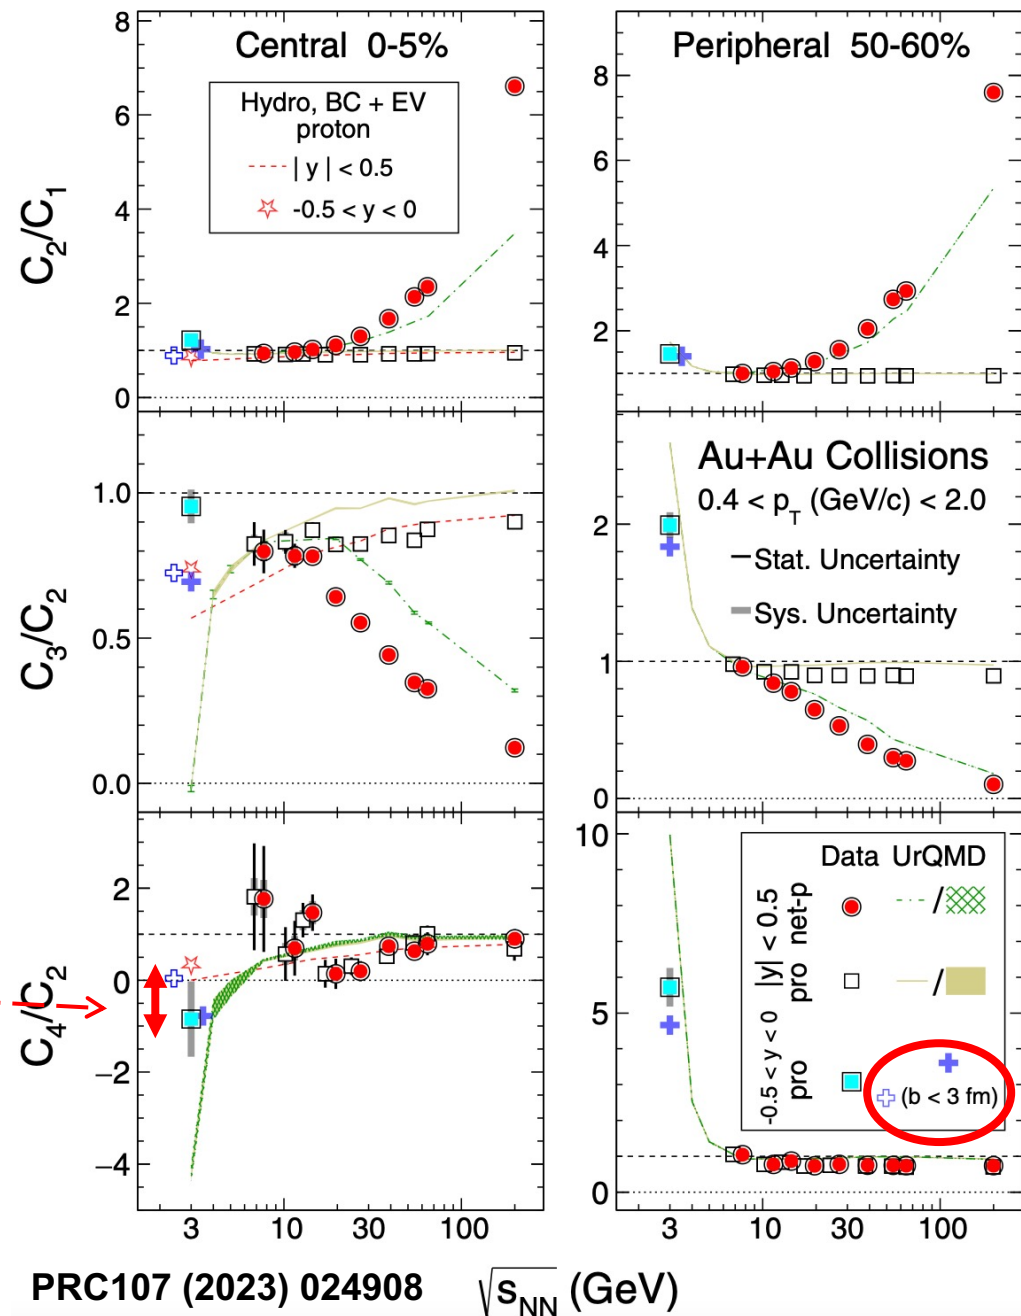 Central 0-5%
Peripheral 50-60%
Hydro, BC + EV
proton
| y | < 0.5
-0.5 < y < 0
C2/C1
8
6
4
2
0
8
6
4
2
Au+Au Collisions
0.4 < pT (GeV/c) < 2.0
Stat. Uncertainty
Sys. Uncertainty
C3/C2
1.0
0.5
0.0
2
1
0
Data UrQMD
|y| < 0.5
pro net-p
/
/
-0.5 < y < 0
pro
(b < 3 fm)
C4/C2
2
0
−2
−4
10
5
0
3
10
30
100
3
10
30
100
PRC107 (2023) 024908
√sNN (GeV)